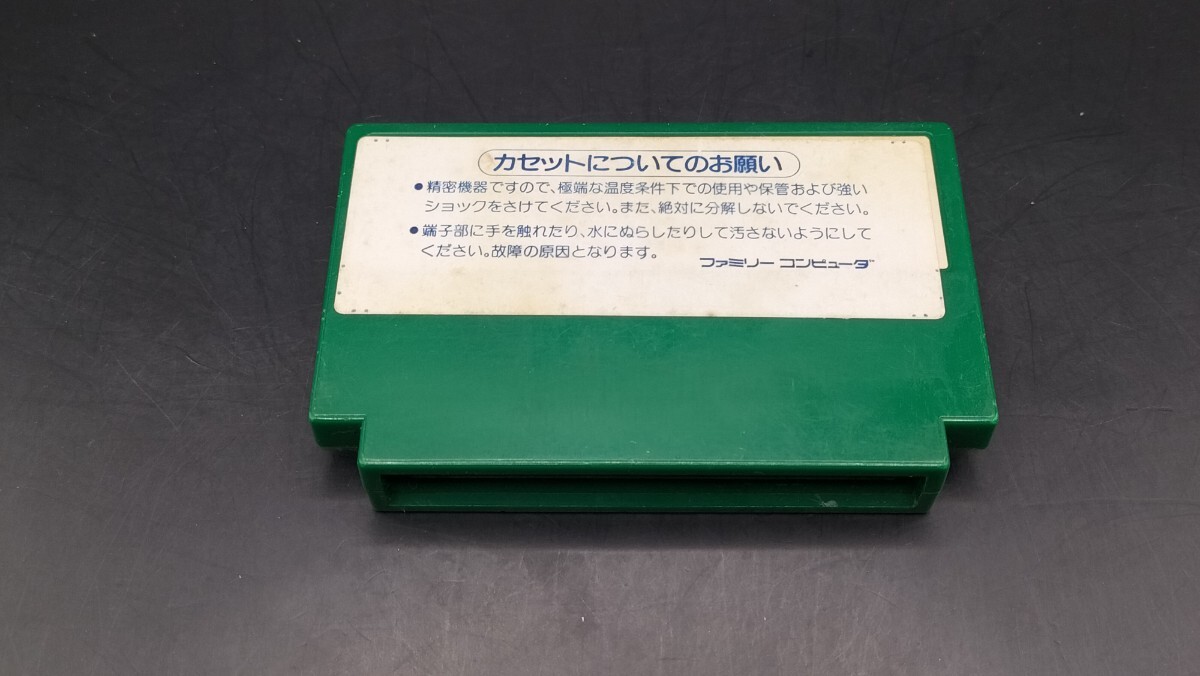 カセットについてのお願い
●精密機器ですので、極端な温度条件下での使用や保管および強い
ショックをさけてください。また、絶対に分解しないでください。
●端子部に手を触れたり、水にぬらしたりして汚さないようにして
ください。故障の原因となります。
ファミリー コンピュータ